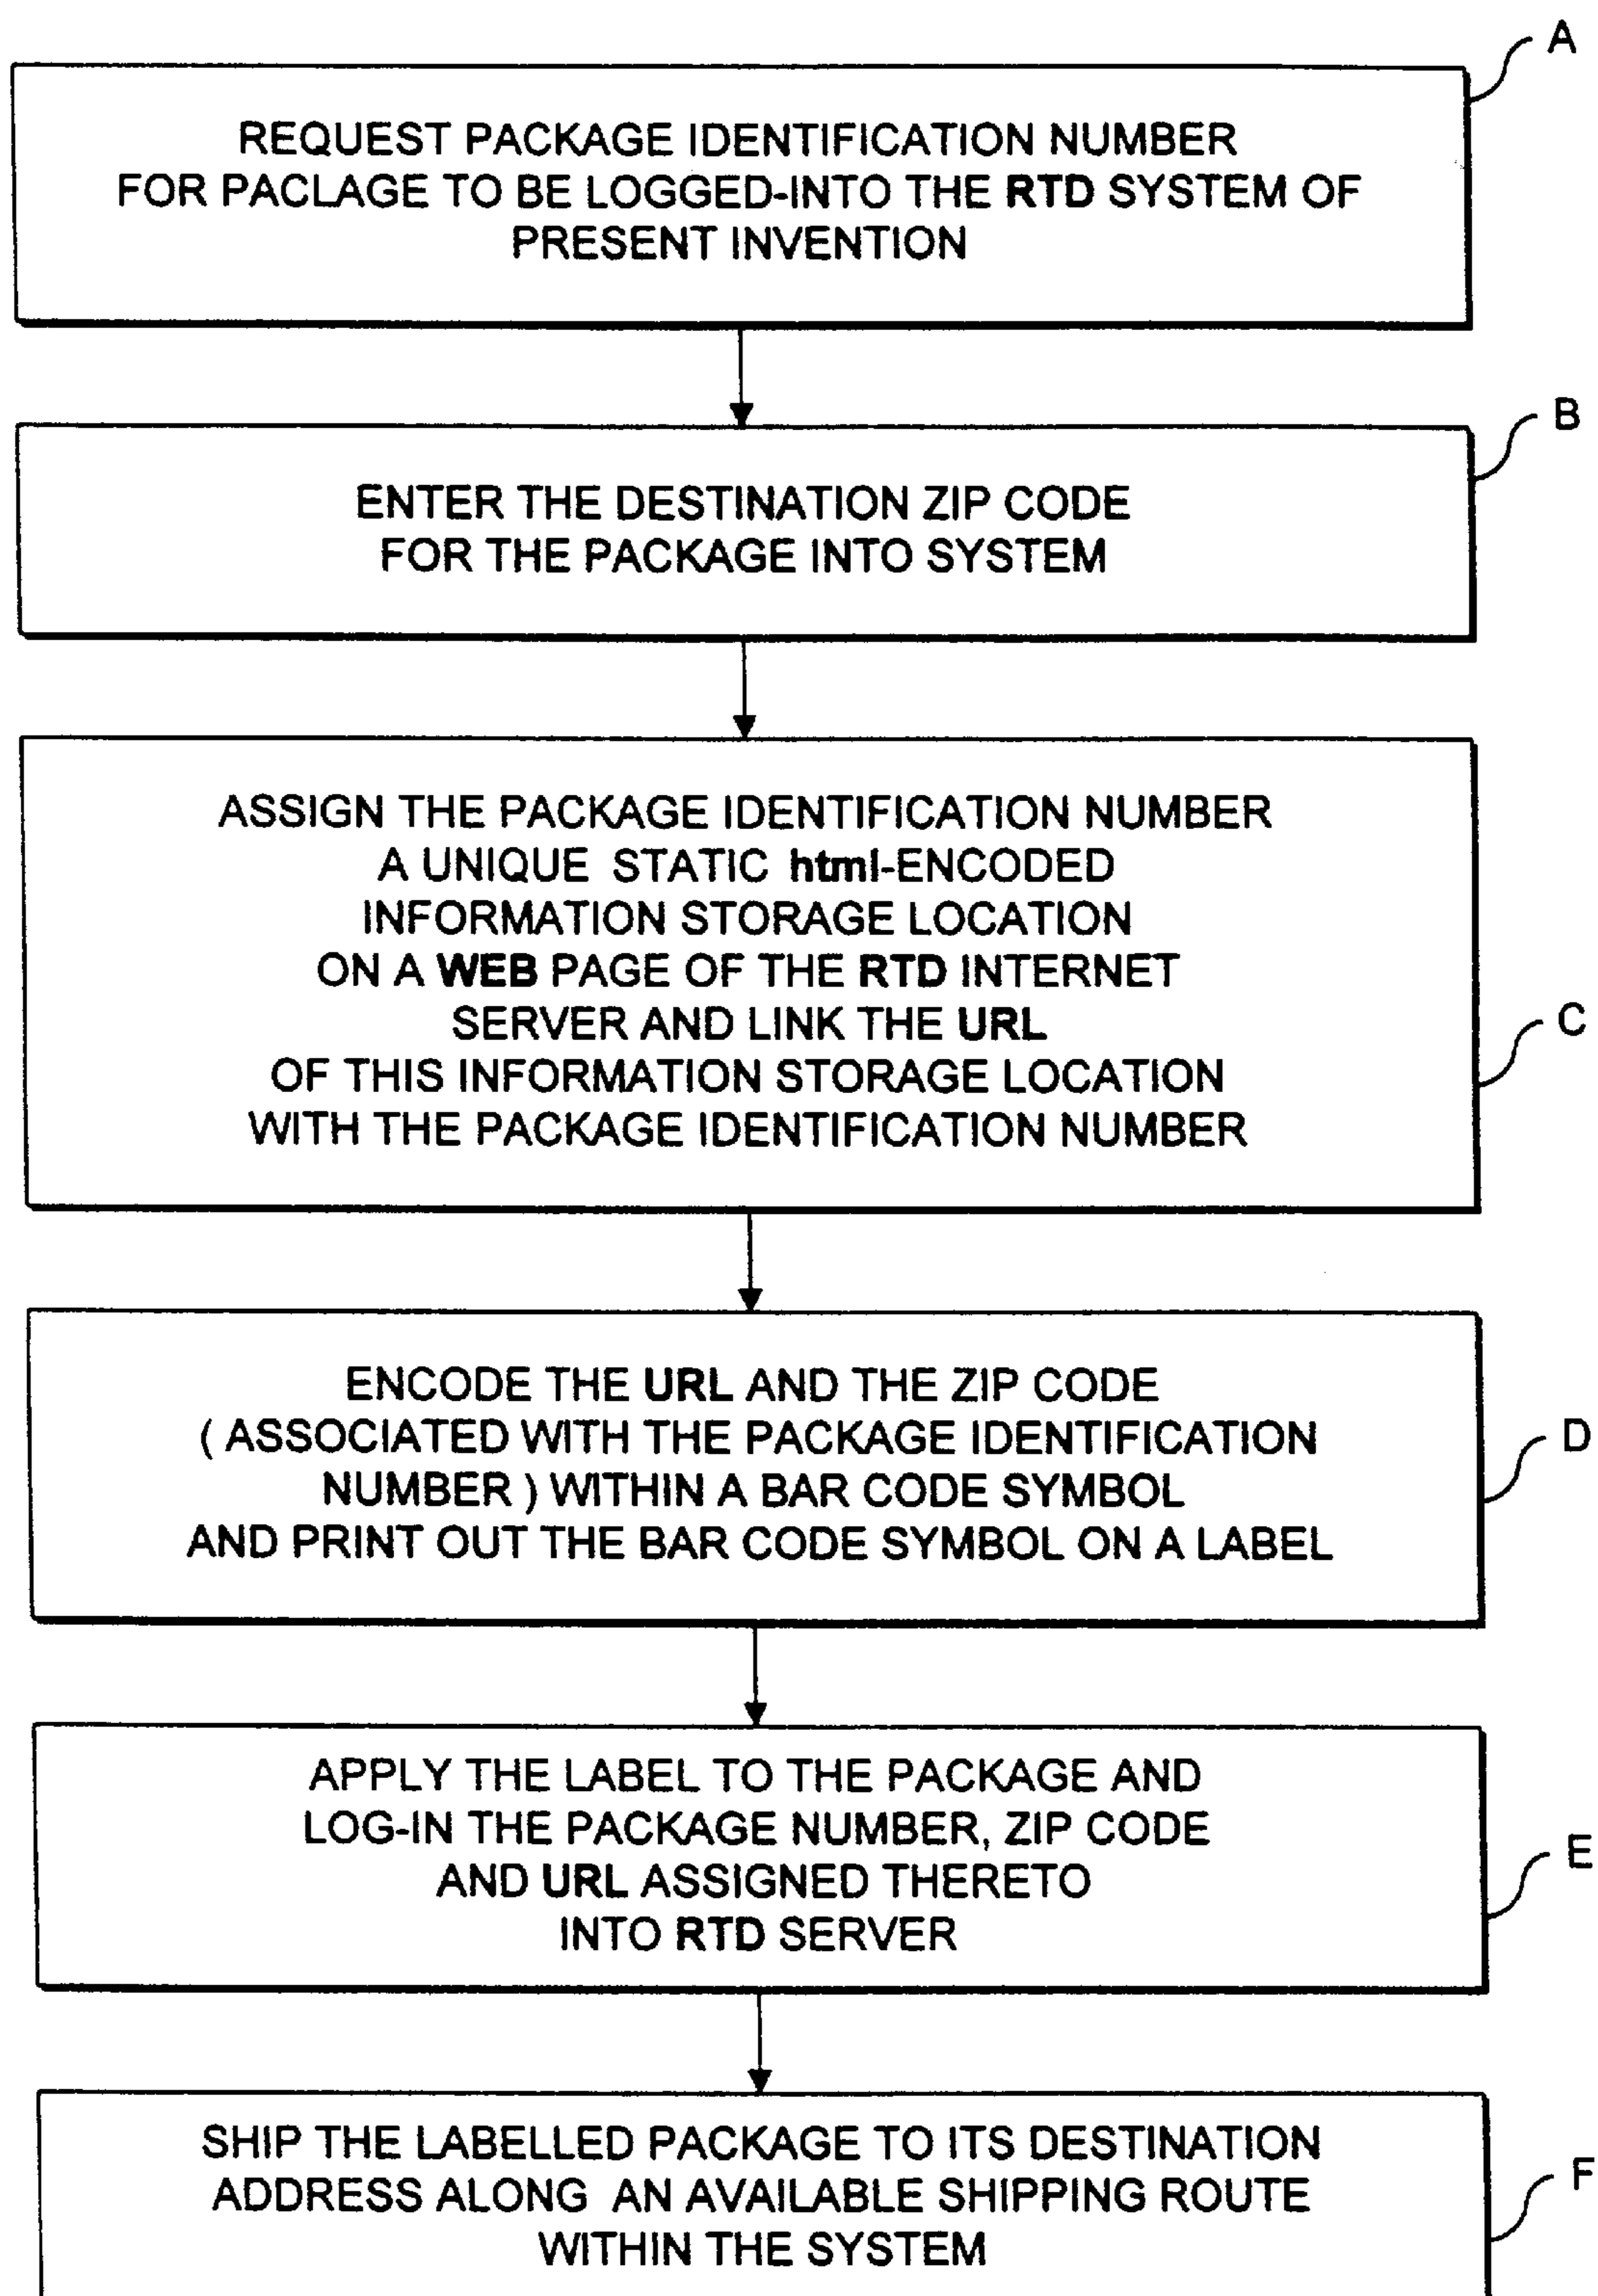 A
REQUEST PACKAGE IDENTIFICATION NUMBER
FOR PACLAGE TO BE LOGGED-INTO THE RTD SYSTEM OF
PRESENT INVENTION
B
ENTER THE DESTINATION ZIP CODE
FOR THE PACKAGE INTO SYSTEM
ASSIGN THE PACKAGE IDENTIFICATION NUMBER
A UNIQUE STATIC html-ENCODED
INFORMATION STORAGE LOCATION
ON A WEB PAGE OF THE RTD INTERNET
SERVER AND LINK THE URL
OF THIS INFORMATION STORAGE LOCATION
WITH THE PACKAGE IDENTIFICATION NUMBER
C
ENCODE THE URL AND THE ZIP CODE
( ASSOCIATED WITH THE PACKAGE IDENTIFICATION
NUMBER ) WITHIN A BAR CODE SYMBOL
AND PRINT OUT THE BAR CODE SYMBOL ON A LABEL
D
APPLY THE LABEL TO THE PACKAGE AND
LOG-IN THE PACKAGE NUMBER, ZIP CODE
AND URL ASSIGNED THERETO
INTO RTD SERVER
E
SHIP THE LABELLED PACKAGE TO ITS DESTINATION
ADDRESS ALONG AN AVAILABLE SHIPPING ROUTE
WITHIN THE SYSTEM
F